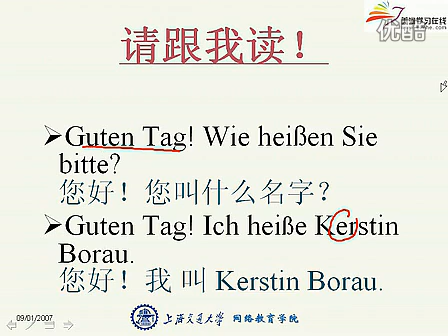 请跟我读！
➢Guten Tag! Wie heißen Sie
bitte?
您好！您叫什么名字？
➢Guten Tag! Ich heiße Kerstin
Borau.
您好！我 叫 Kerstin Borau.
09/01/2007
上海交通大学 网络教育学院